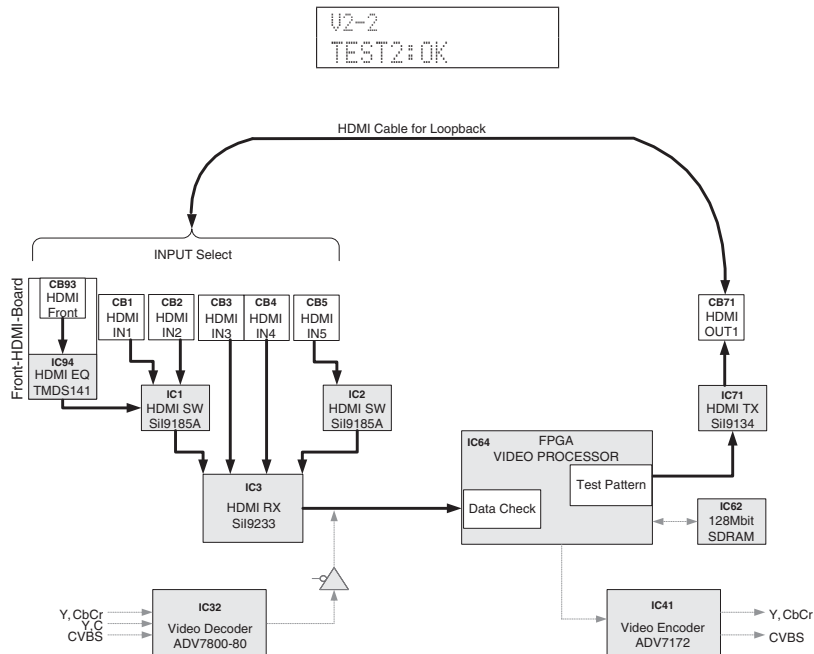 V2-2
TEST2:OK
HDMI Cable for Loopback
INPUT Select
Front-HDMI-Board
CB93
HDMI
Front
CB1
HDMI
IN1
CB2
HDMI
IN2
CB3
HDMI
IN3
CB4
HDMI
IN4
CB5
HDMI
IN5
CB71
HDMI
OUT1
IC94
HDMI EQ
TMDS141
IC1
HDMI SW
SiI9185A
IC2
HDMI SW
SiI9185A
IC71
HDMI TX
SiI9134
IC64
FPGA
VIDEO PROCESSOR
Test Pattern
Data Check
IC3
HDMI RX
SiI9233
IC62
128Mbit
SDRAM
Y, CbCr
Y,C
CVBS
IC32
Video Decoder
ADV7800-80
IC41
Video Encoder
ADV7172
Y, CbCr
CVBS